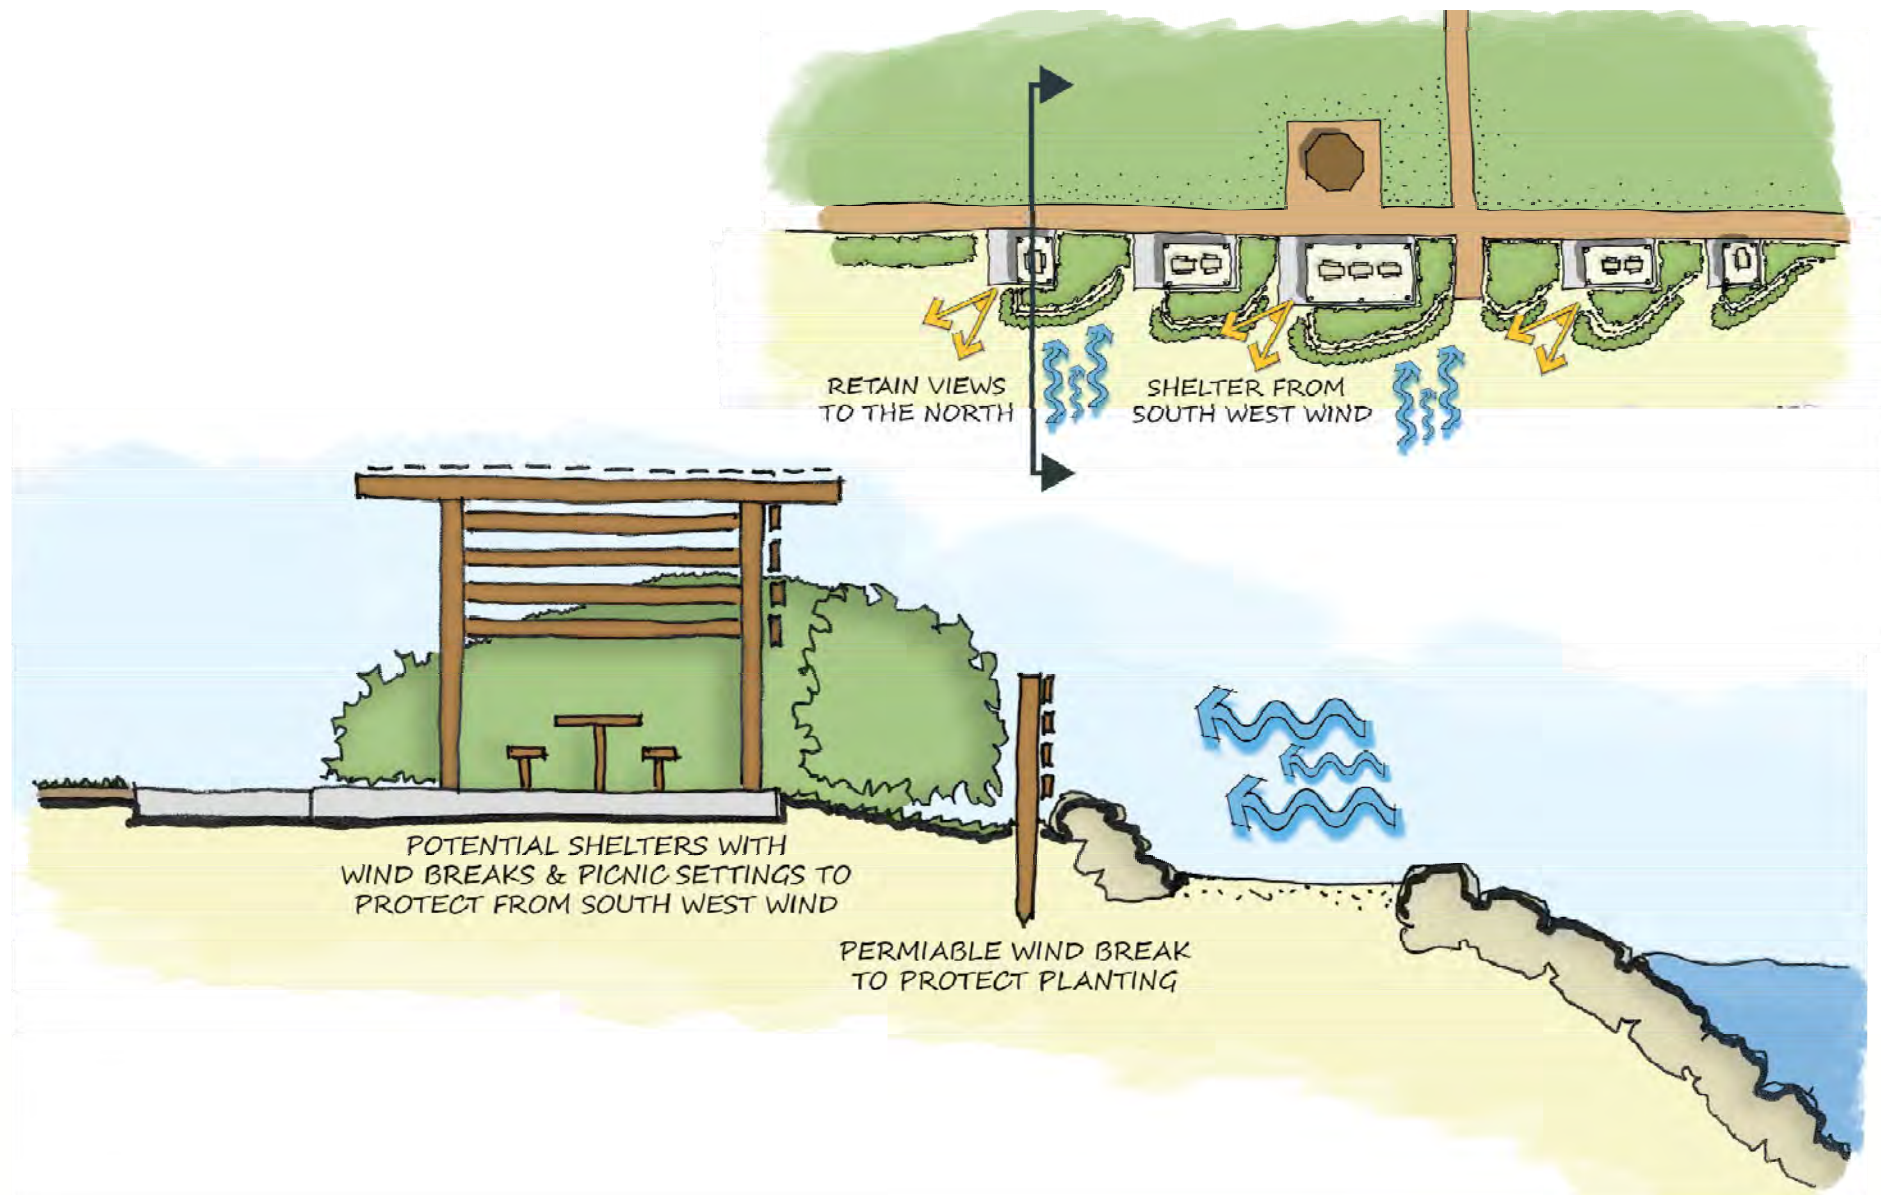 RETAIN VIEWS
TO THE NORTH
SHELTER FROM
SOUTH WEST WIND
POTENTIAL SHELTERS WITH
WIND BREAKS & PICNIC SETTINGS TO
PROTECT FROM SOUTH WEST WIND
PERMIABLE WIND BREAK
TO PROTECT PLANTING